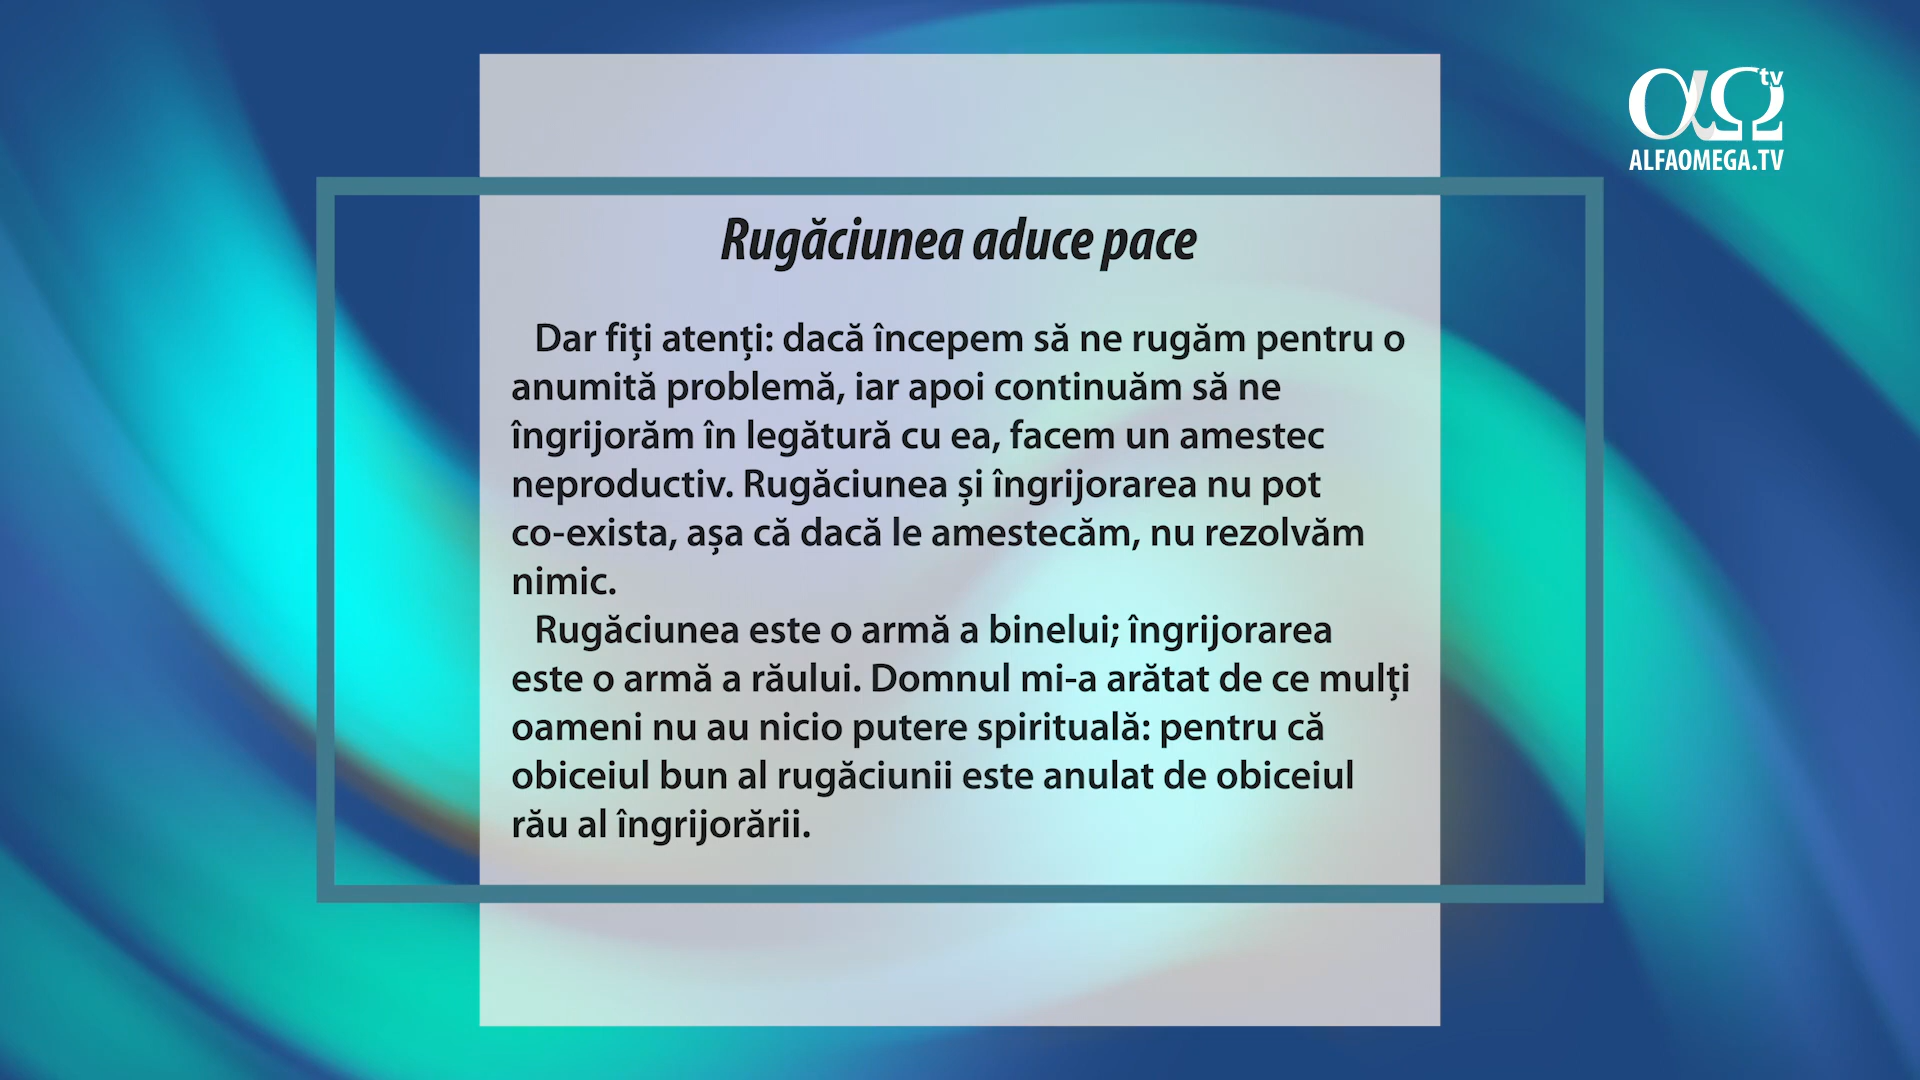 αΩtv
ALFAOMEGA.TV
Rugăciunea aduce pace
Dar fiți atenți: dacă începem să ne rugăm pentru o
anumită problemă, iar apoi continuăm să ne
îngrijorăm în legătură cu ea, facem un amestec
neproductiv. Rugăciunea și îngrijorarea nu pot
co-exista, așa că dacă le amestecăm, nu rezolvăm
nimic.
Rugăciunea este o armă a binelui; îngrijorarea
este o armă a răului. Domnul mi-a arătat de ce mulți
oameni nu au nicio putere spirituală: pentru că
obiceiul bun al rugăciunii este anulat de obiceiul
rău al îngrijorării.